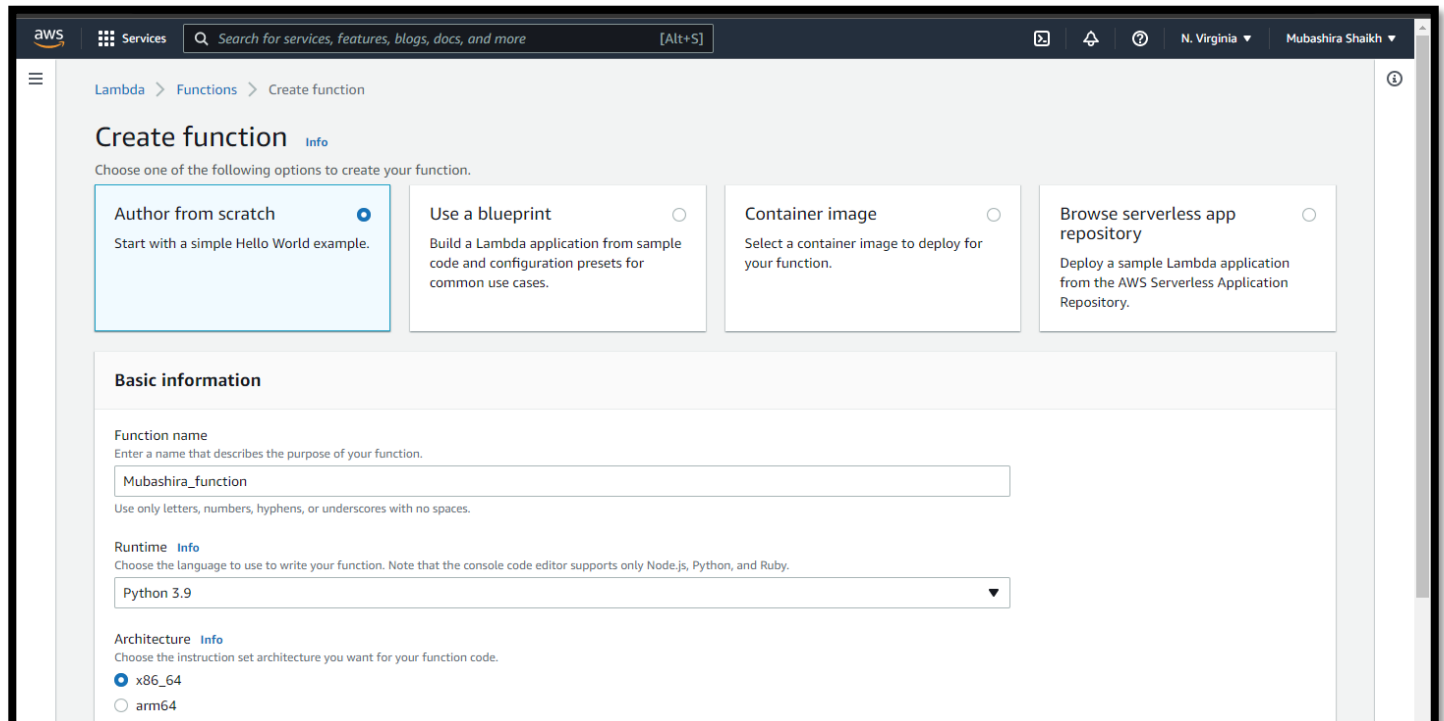 aws
Services
Search for services, features, blogs, docs, and more
[Alt+S]
N. Virginia ▼
Mubashira Shaikh ▼
Lambda > Functions > Create function
Create function Info
Choose one of the following options to create your function.
Author from scratch
Start with a simple Hello World example.
Use a blueprint
Build a Lambda application from sample
code and configuration presets for
common use cases.
Container image
Select a container image to deploy for
your function.
Browse serverless app
repository
Deploy a sample Lambda application
from the AWS Serverless Application
Repository.
Basic information
Function name
Enter a name that describes the purpose of your function.
Mubashira_function
Use only letters, numbers, hyphens, or underscores with no spaces.
Runtime Info
Choose the language to use to write your function. Note that the console code editor supports only Node.js, Python, and Ruby.
Python 3.9
Architecture Info
Choose the instruction set architecture you want for your function code.
x86_64
arm64